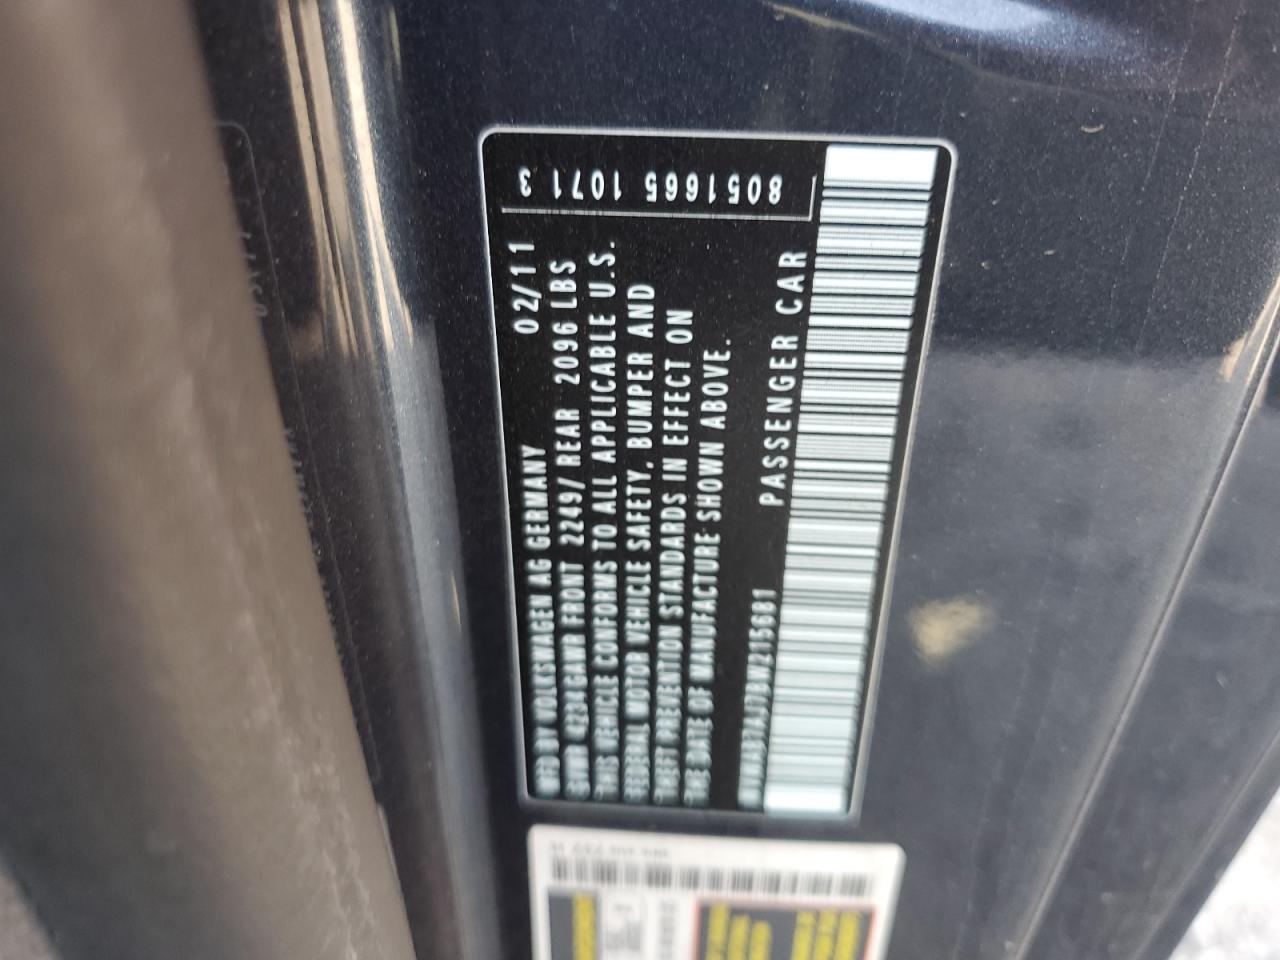 MFD BY VOLKSWAGEN AG GERMANY 02/11
GVWR 4234 GAWR FRONT 2249/ REAR 2096 LBS
THIS VEHICLE CONFORMS TO ALL APPLICABLE U.S.
FEDERAL MOTOR VEHICLE SAFETY, BUMPER AND
THEFT PREVENTION STANDARDS IN EFFECT ON
THE DATE OF MANUFACTURE SHOWN ABOVE.
PASSENGER CAR
8051665 1071 3